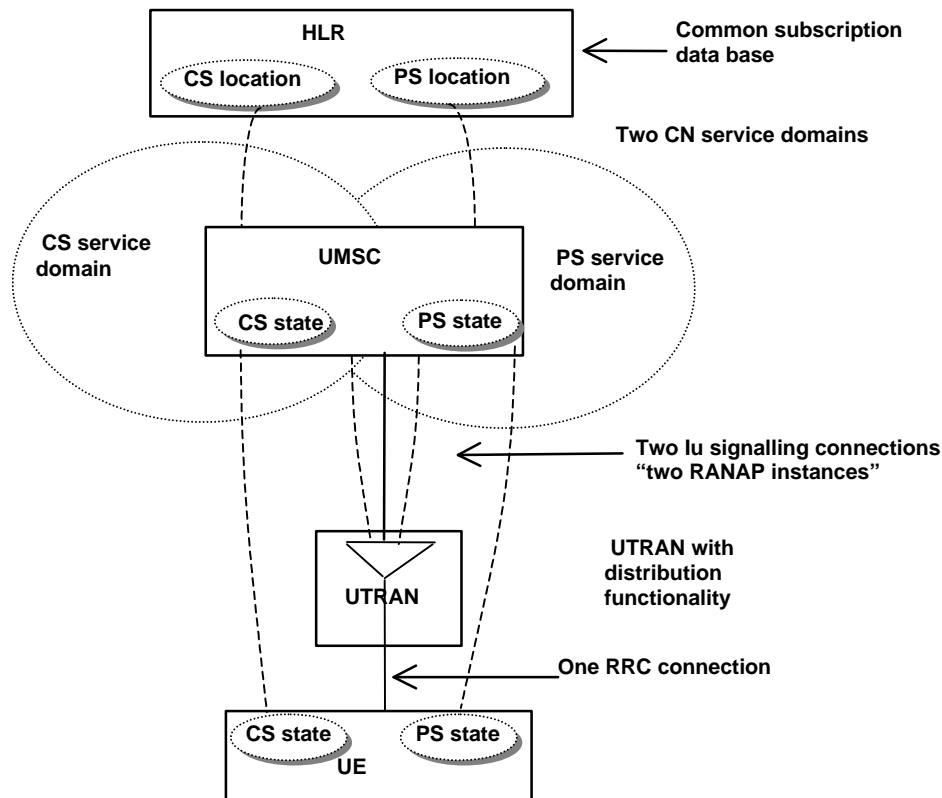 HLR
Common subscription
data base
CS location
PS location
Two CN service domains
CS service
domain
UMSC
PS service
domain
CS state
PS state
Two Iu signalling connections
“two RANAP instances”
UTRAN with
distribution
functionality
UTRAN
One RRC connection
CS state
PS state
UE